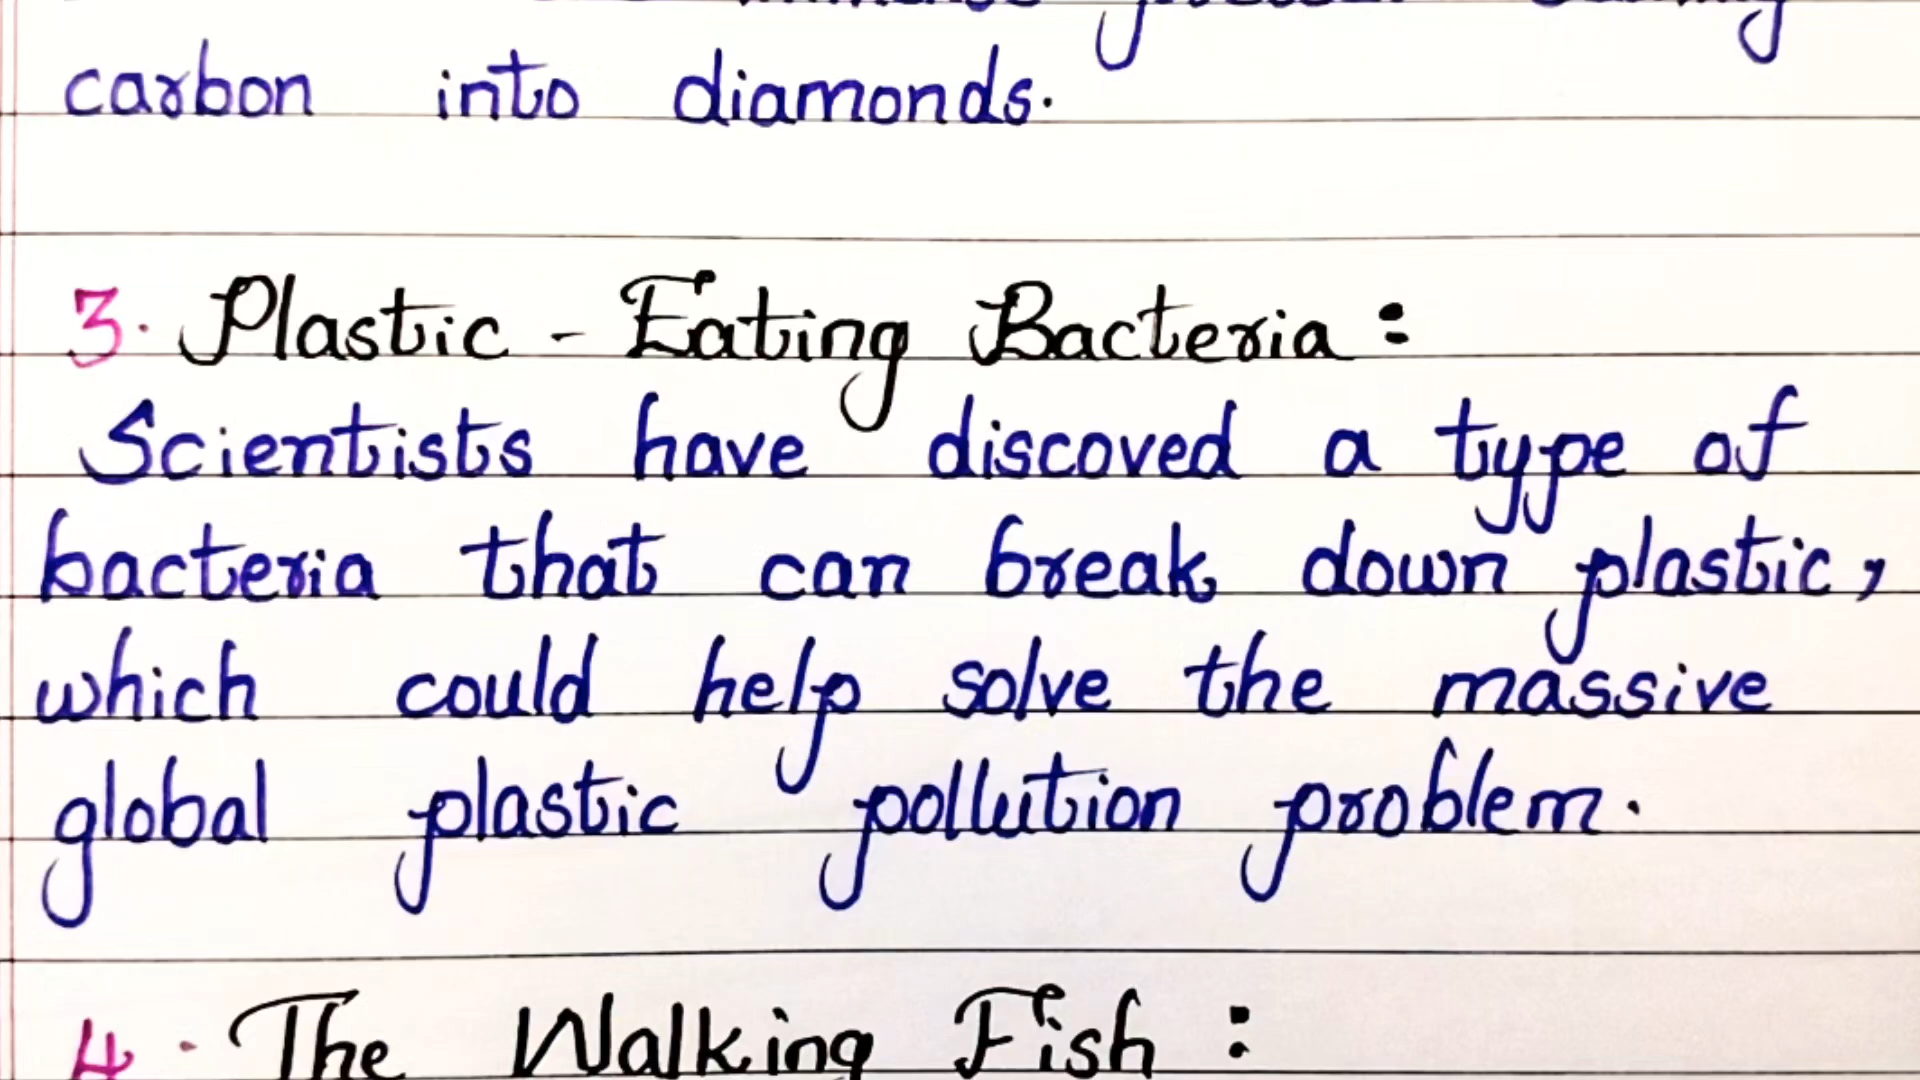 carbon into diamonds.
3. Plastic - Eating Bacteria :
Scientists have discoved a type of
bacteria that can break down plastic,
which could help solve the massive
global plastic pollution problem.
4. The Walking Fish :